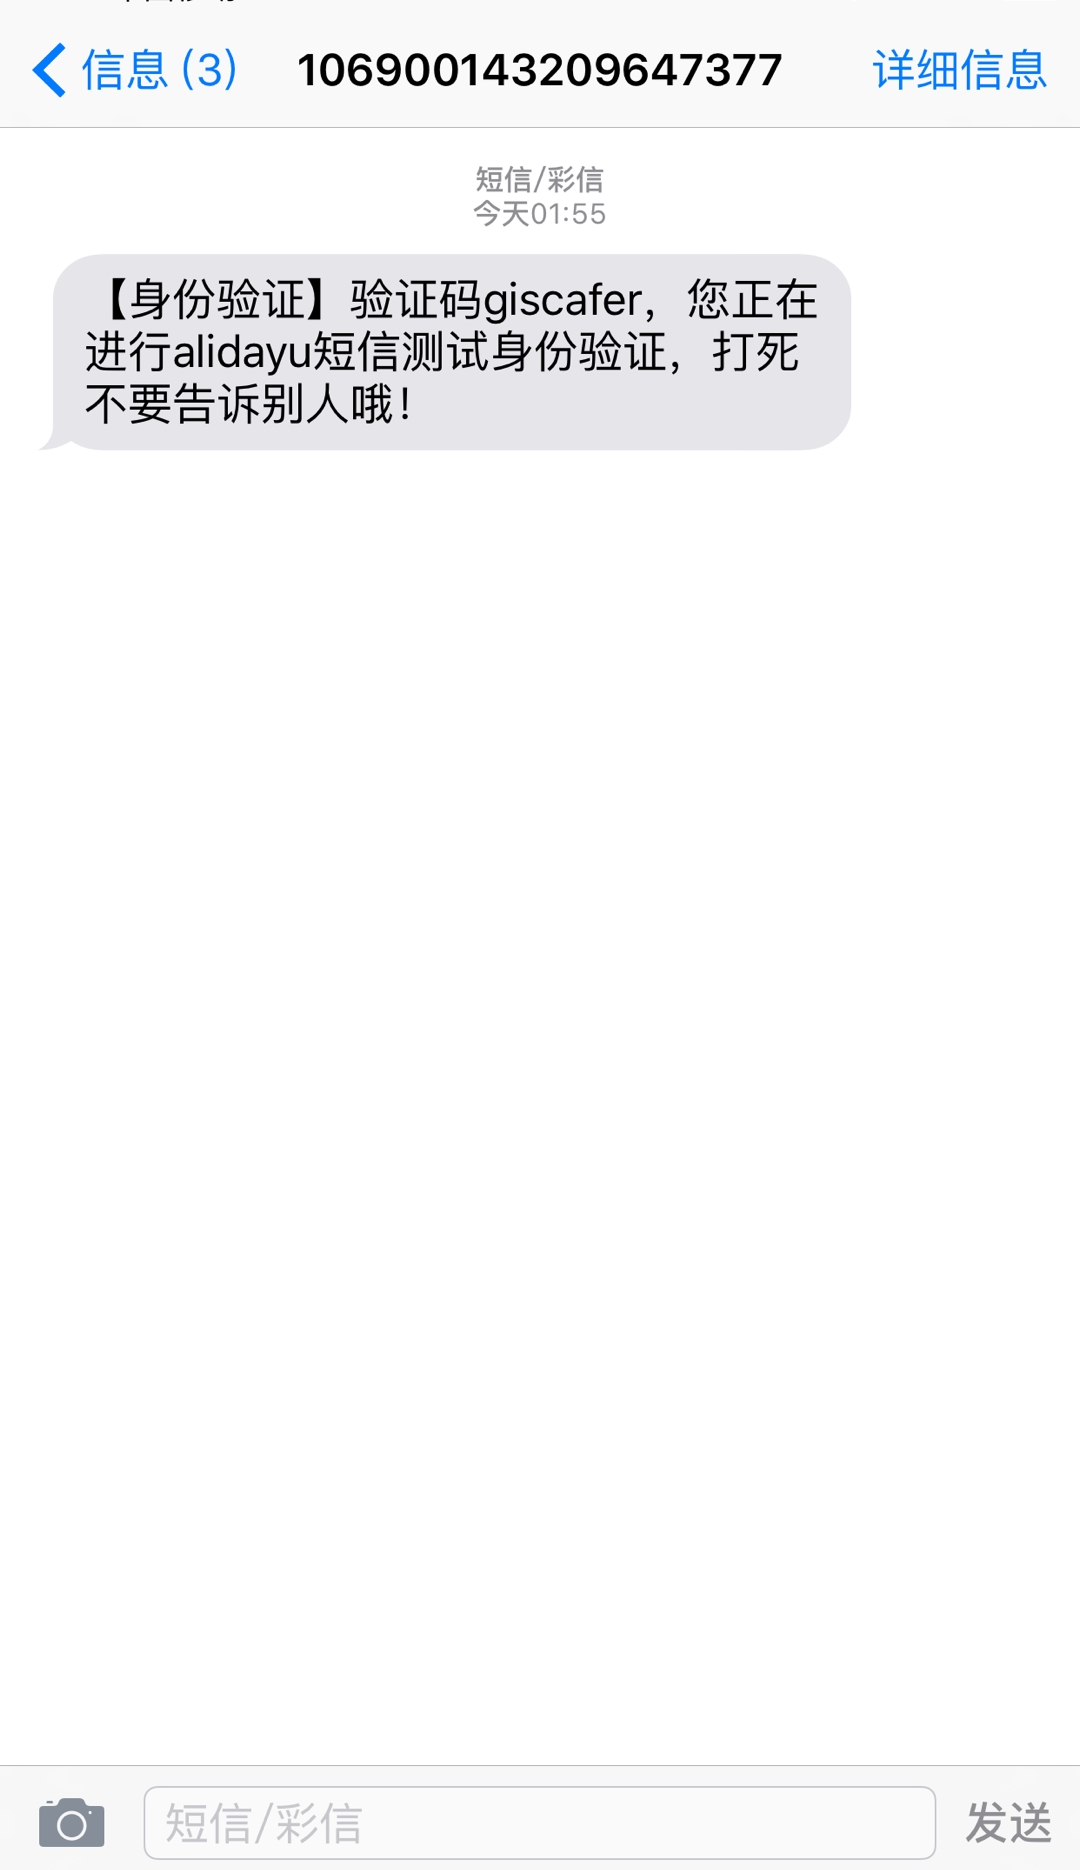 信息 (3)
106900143209647377
详细信息
短信/彩信
今天01:55
【身份验证】验证码giscafer，您正在
进行alidayu短信测试身份验证，打死
不要告诉别人哦！
短信/彩信
发送